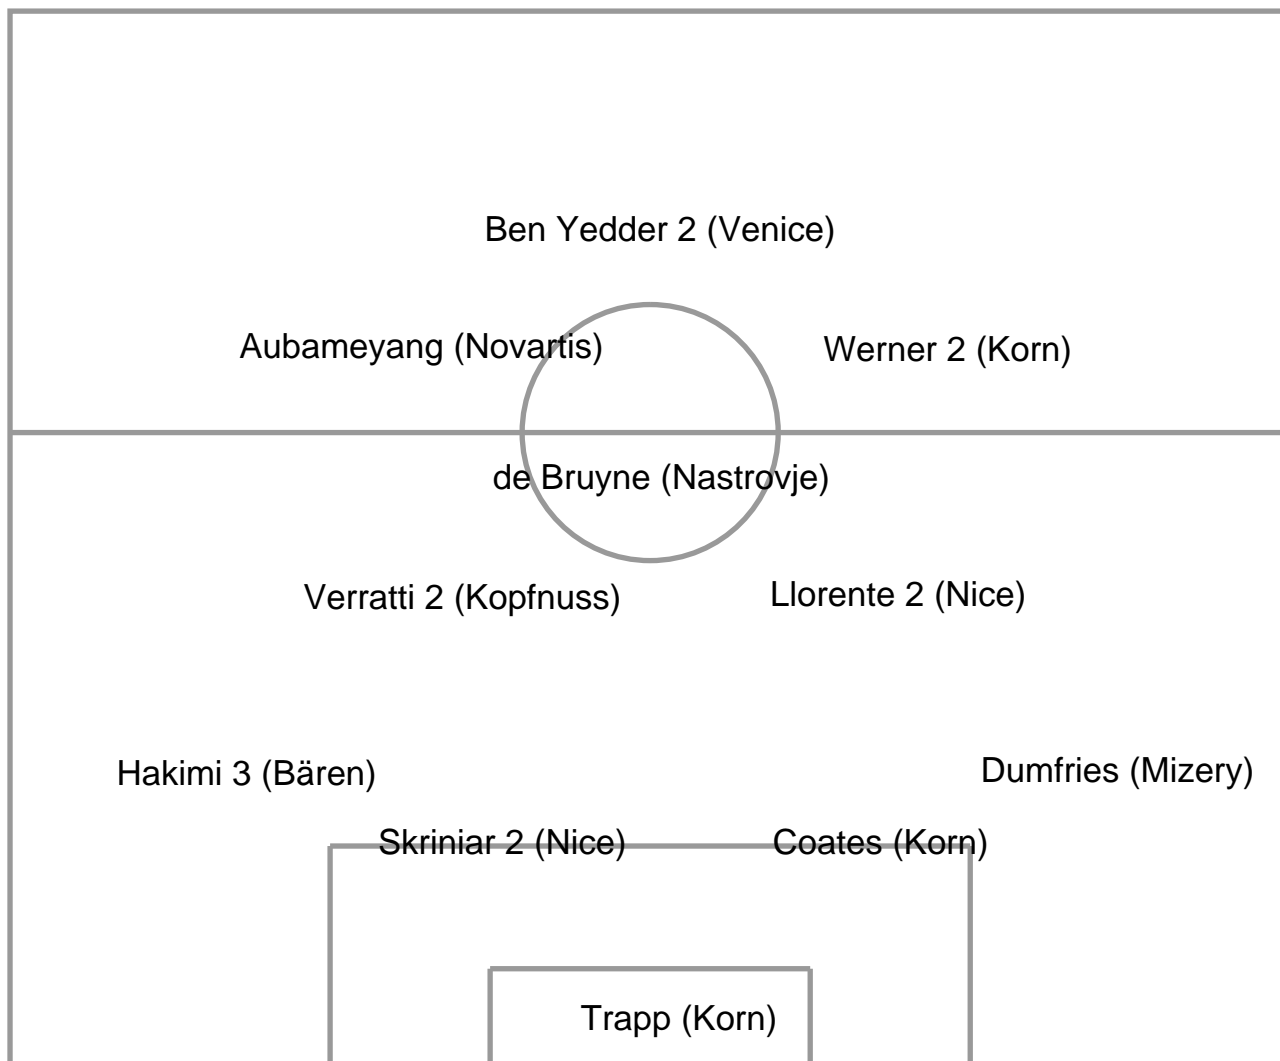 Ben Yedder 2 (Venice)
Aubameyang (Novartis)
Werner 2 (Korn)
de Bruyne (Nastrovje)
Verratti 2 (Kopfnuss)
Llorente 2 (Nice)
Hakimi 3 (Bären)
Dumfries (Mizery)
Skriniar 2 (Nice)
Coates (Korn)
Trapp (Korn)